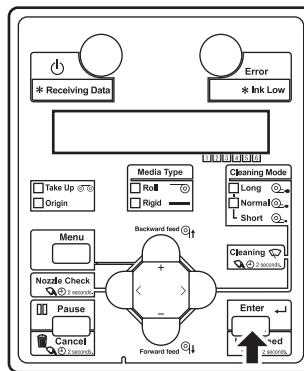 Error
* Receiving Data
* Ink Low
1 2 3 4 5 6
Media Type
Cleaning Mode
Take Up
Roll
Long
Origin
Rigid
Normal
Short
Menu
Backward feed
+
Cleaning
2 seconds.
Nozzle Check
2 seconds.
< >
Pause
Enter
−
Cancel
2 seconds.
Forward feed
2 seconds.